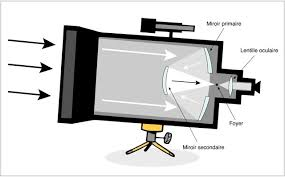 Miroir primaire
Lentille oculaire
Foyer
Miroir secondaire